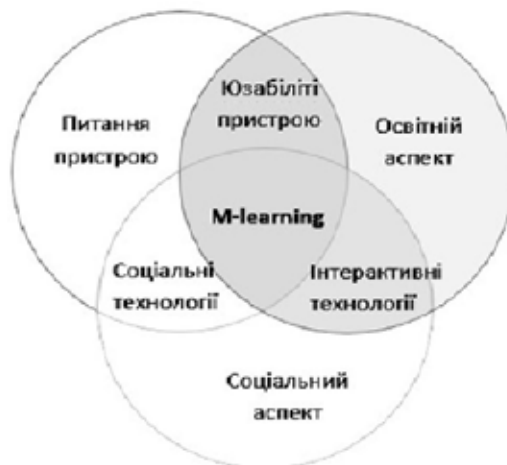 Юзабіліті
пристрою
Питання
пристрою
Освітній
аспект
M-learning
Соціальні
технології
Інтерактивні
технології
Соціальний
аспект